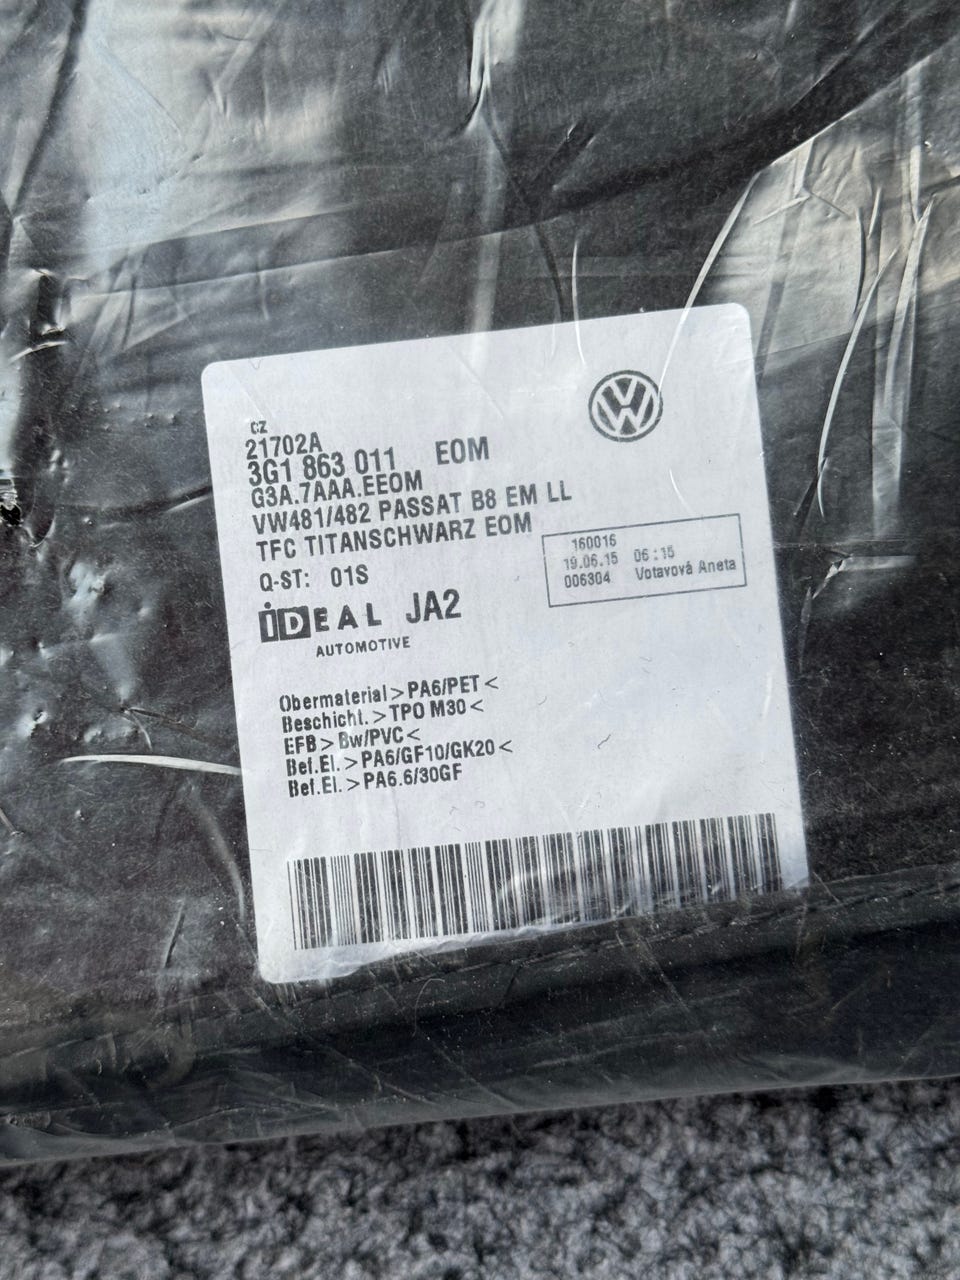 CZ
21702A
3G1 863 011 EOM
G3A.7AAA.EEOM
VW481/482 PASSAT B8 EM LL
TFC TITANSCHWARZ EOM
Q-ST: 01S
160016
19.06.15 06:15
006304 Votavová Aneta
iDEAL JA2
AUTOMOTIVE
Obermaterial>PA6/PET<
Beschicht.>TPO M30<
EFB>Bw/PVC<
Bef.El.>PA6/GF10/GK20<
Bef.El.>PA6.6/30GF